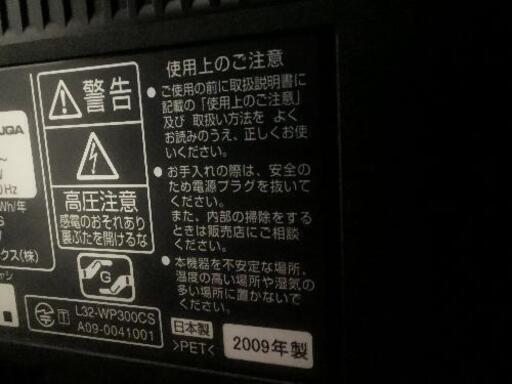 UGA
～
0Hz
Wh/年
S
クス(株)
警告
高圧注意
感電のおそれあり
裏ぶたを開けるな
G
L32-WP300CS
A09-0041001
使用上のご注意
●ご使用の前に取扱説明書に
記載の「使用上のご注意」
及び 取扱い方法を よく
お読みのうえ、正しくお使
いください。
●お手入れの際は、安全の
ため電源プラグを抜いて
ください。
また、内部の掃除をする
ときは販売店にご相談
ください。
●本機器を不安定な場所、
温度の高い場所や湿気の
多い場所に置かないで
ください。
日本製
>PET<
2009年製